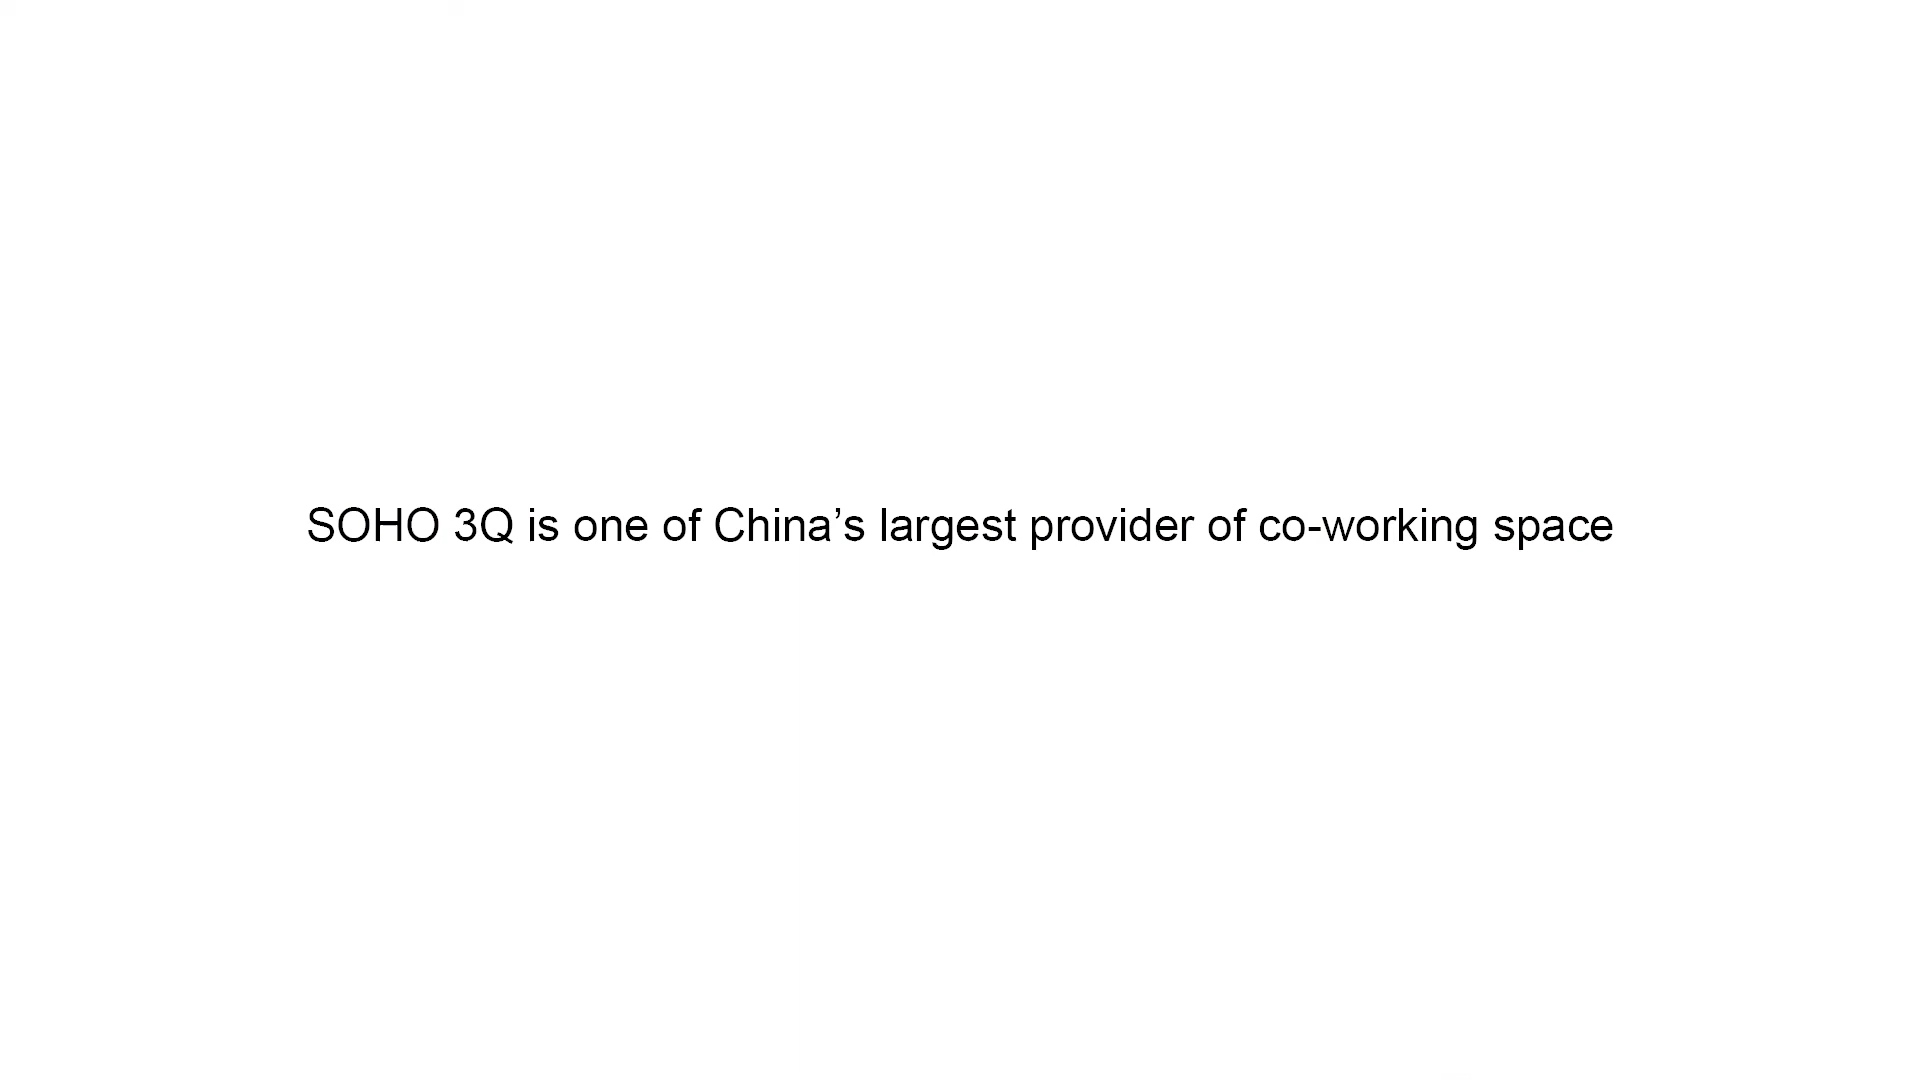 SOHO 3Q is one of China’s largest provider of co-working space